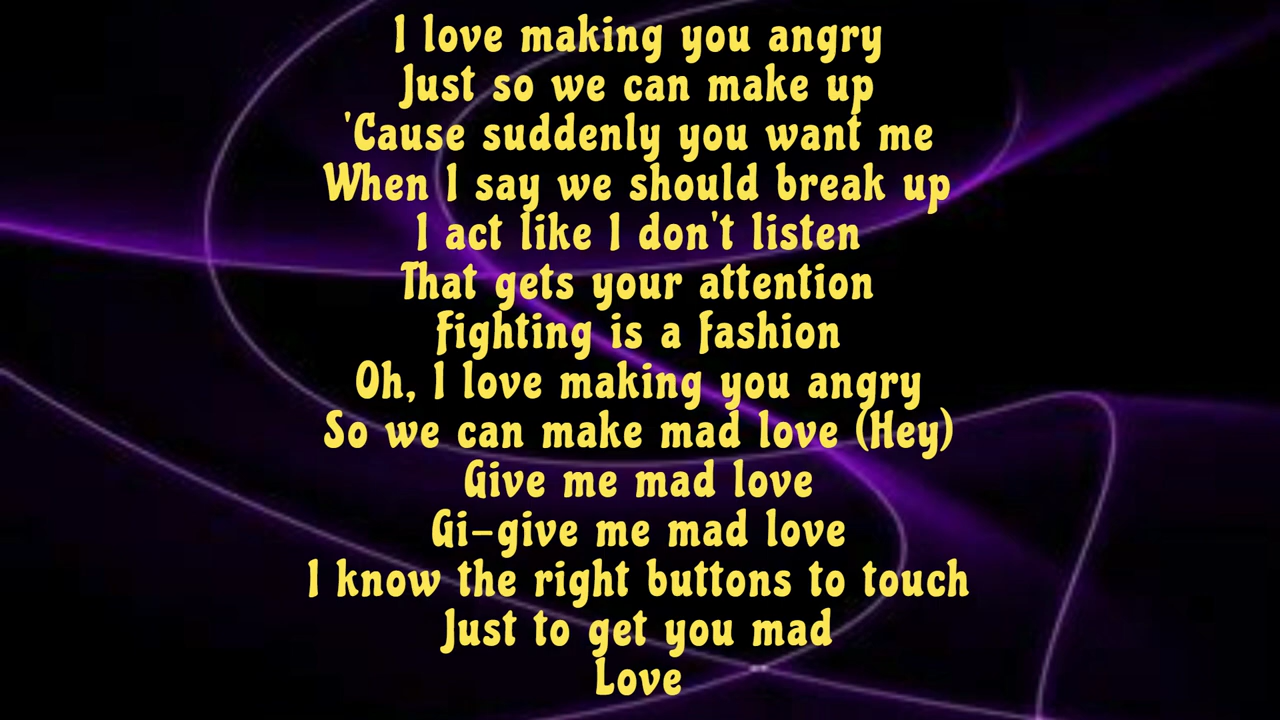 I love making you angry
Just so we can make up
'Cause suddenly you want me
When I say we should break up
I act like I don't listen
That gets your attention
Fighting is a fashion
Oh, I love making you angry
So we can make mad love (Hey)
Give me mad love
Gi-give me mad love
I know the right buttons to touch
Just to get you mad
Love